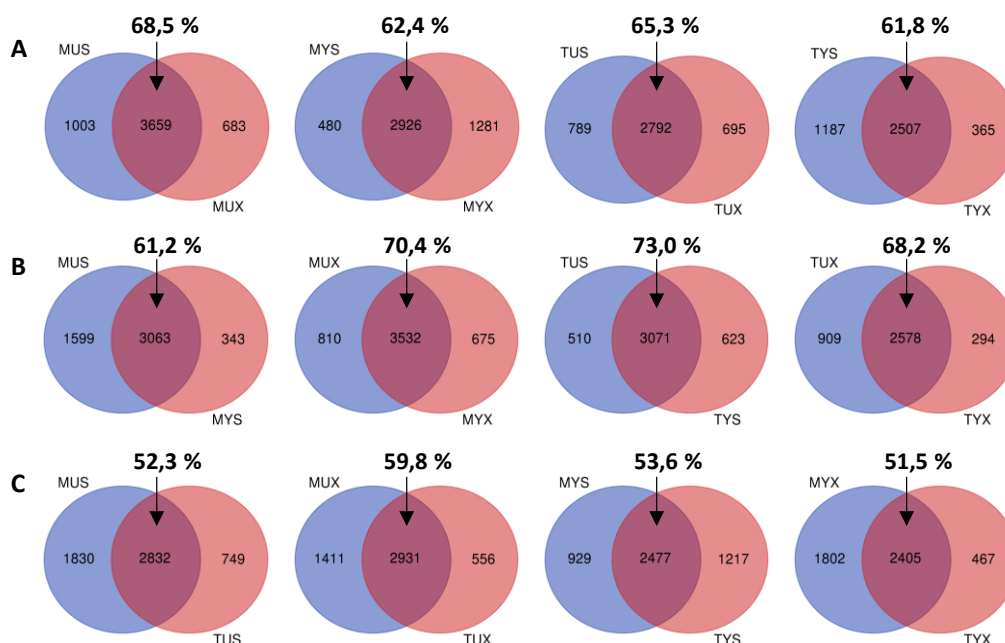 68,5 % 62,4 % 65,3 % 61,8 %
A MUS MYS TUS TYS
1003 3659 683 480 2926 1281 789 2792 695 1187 2507 365
MUX MYX TUX TYX
61,2 % 70,4 % 73,0 % 68,2 %
B MUS MUX TUS TUX
1599 3063 343 810 3532 675 510 3071 623 909 2578 294
MYS MYX TYS TYX
52,3 % 59,8 % 53,6 % 51,5 %
C MUS MUX MYS MYX
1830 2832 749 1411 2931 556 929 2477 1217 1802 2405 467
TUS TUX TYS TYX